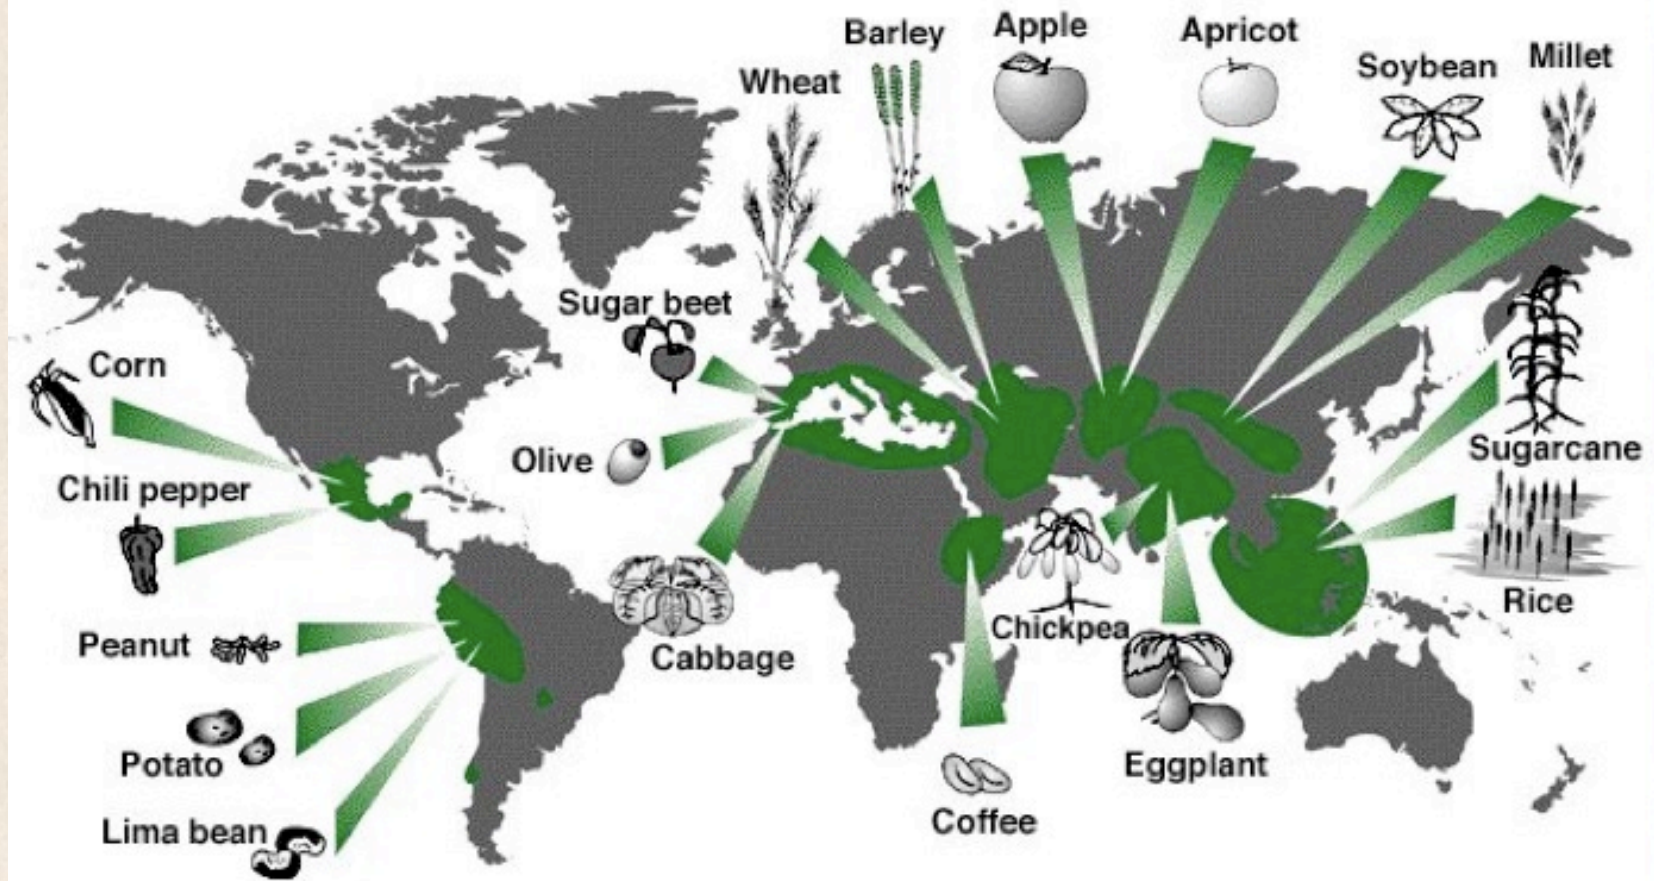 Barley
Apple
Apricot
Soybean
Millet
Wheat
Sugar beet
Corn
Olive
Sugarcane
Chili pepper
Rice
Chickpea
Peanut
Cabbage
Potato
Eggplant
Coffee
Lima bean